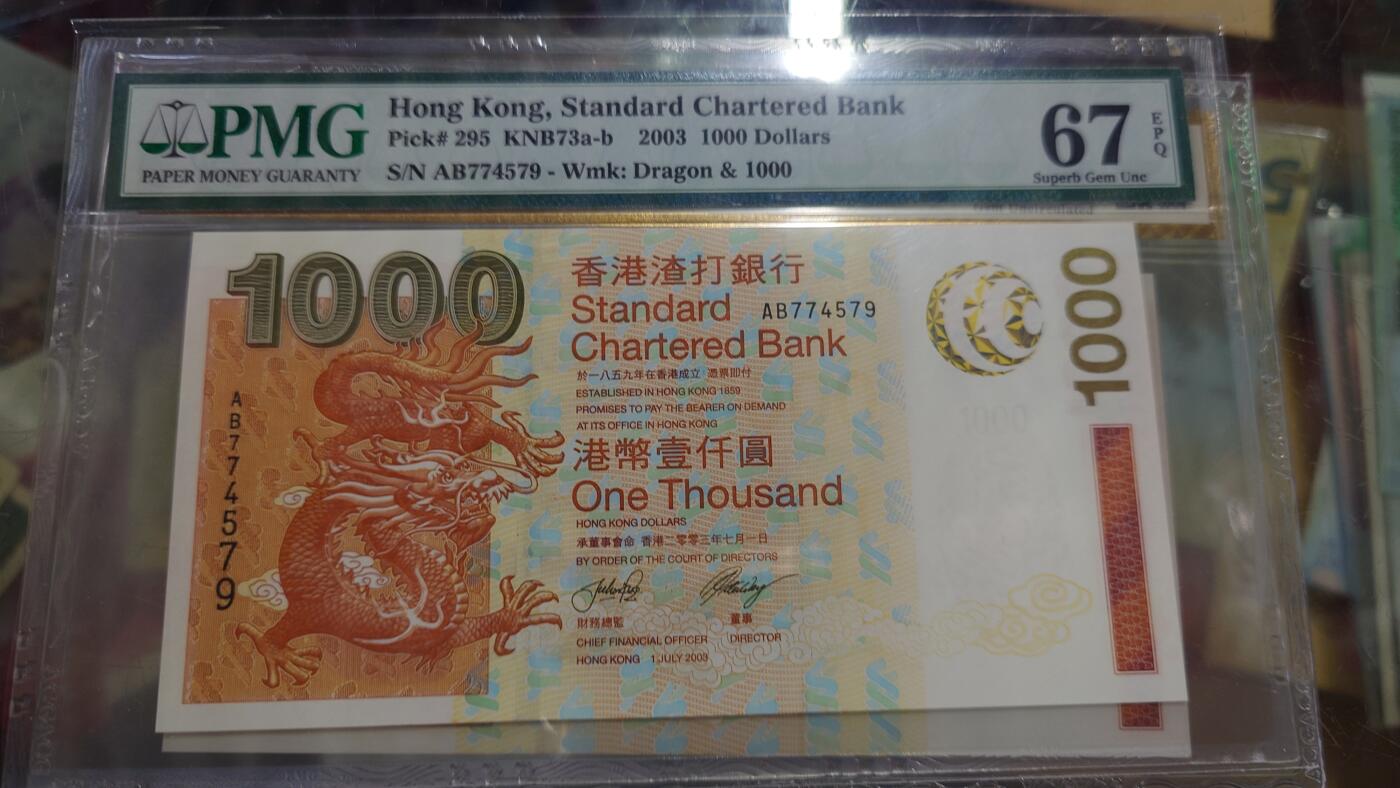 PMG
PAPER MONEY GUARANTY
Hong Kong, Standard Chartered Bank
Pick# 295 KNB73a-b 2003 1000 Dollars
S/N AB774579 - Wmk: Dragon & 1000
67
EPQ
Superb Gem Unc
1000
香港渣打銀行
Standard
Chartered Bank
AB774579
於一八五九年在香港成立 憑票即付
ESTABLISHED IN HONG KONG 1859
PROMISES TO PAY THE BEARER ON DEMAND
AT ITS OFFICE IN HONG KONG
港幣壹仟圓
One Thousand
HONG KONG DOLLARS
承董事會命 香港二零零三年七月一日
BY ORDER OF THE COURT OF DIRECTORS
財務總監 董事
CHIEF FINANCIAL OFFICER DIRECTOR
HONG KONG 1 JULY 2003
AB774579
1000
1000